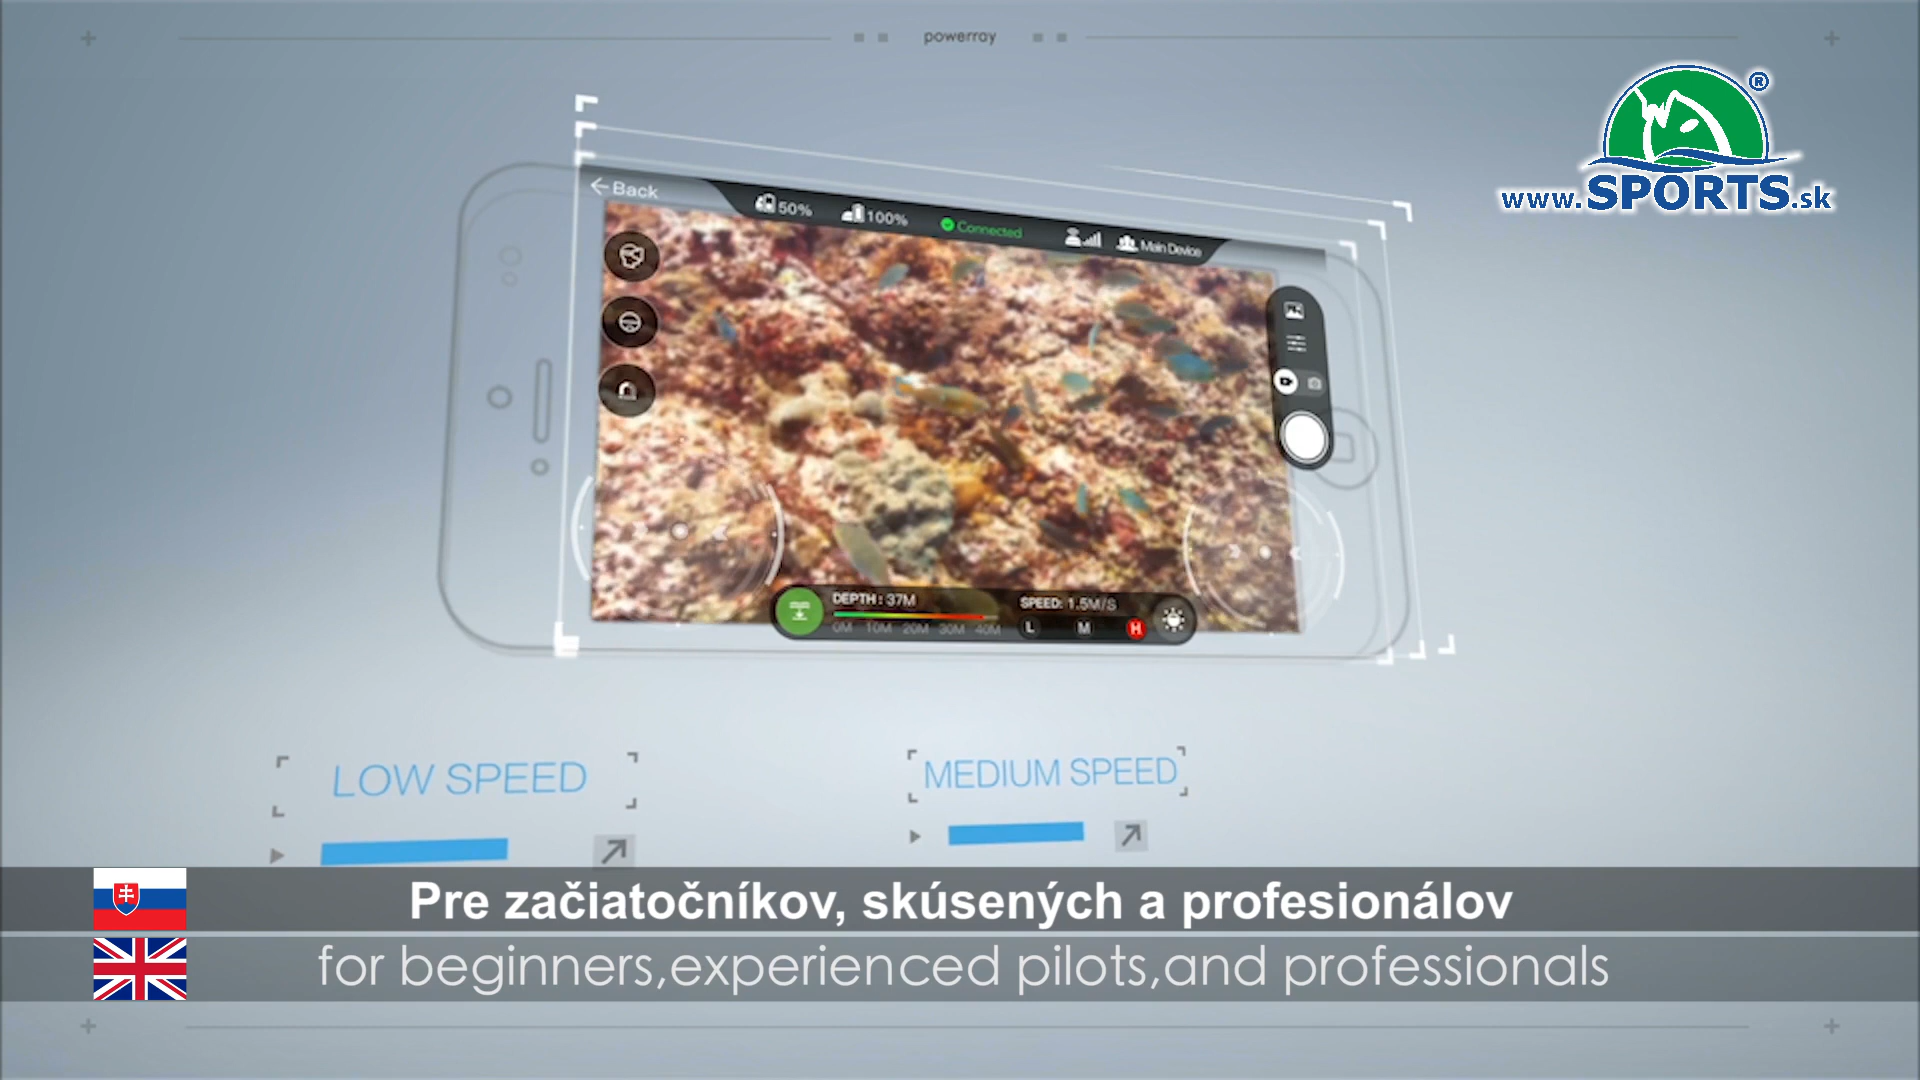 powerray
®
www.SPORTS.sk
Back
50%
100%
Connected
Main Device
DEPTH : 37M
0M 10M 20M 30M 40M
SPEED: 1.5M/S
L M H
LOW SPEED
MEDIUM SPEED
Pre začiatočníkov, skúsených a profesionálov
for beginners,experienced pilots,and professionals